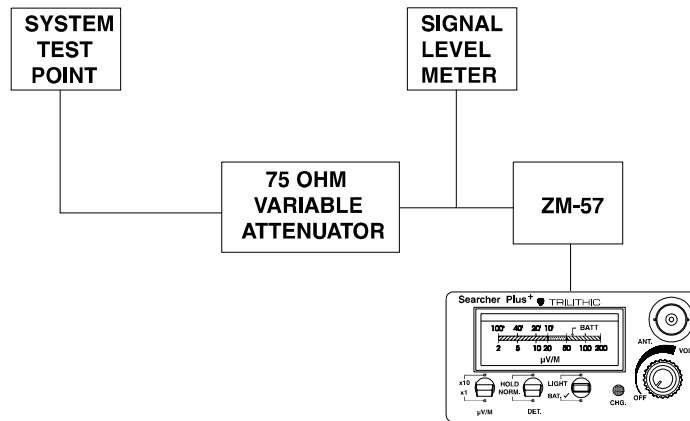 SYSTEM
TEST
POINT
SIGNAL
LEVEL
METER
75 OHM
VARIABLE
ATTENUATOR
ZM-57
Searcher Plus+ TRILITHIC
100' 40' 20' 10' BATT
2 5 10 20 50 100 200
µV/M
ANT.
VOL
OFF
x10
x1
µV/M
HOLD
NORM.
DET.
LIGHT
BAT. ✓
CHG.